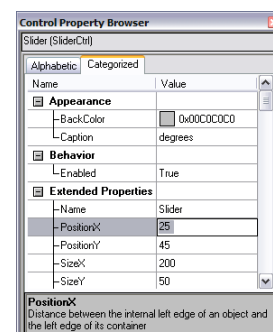 Control Property Browser
Slider (SliderCtrl)
Alphabetic Categorized
Name Value
Appearance
BackColor 0x00C0C0C0
Caption degrees
Behavior
Enabled True
Extended Properties
Name Slider
PositionX 25
PositionY 45
SizeX 200
SizeY 50
PositionX
Distance between the internal left edge of an object and
the left edge of its container